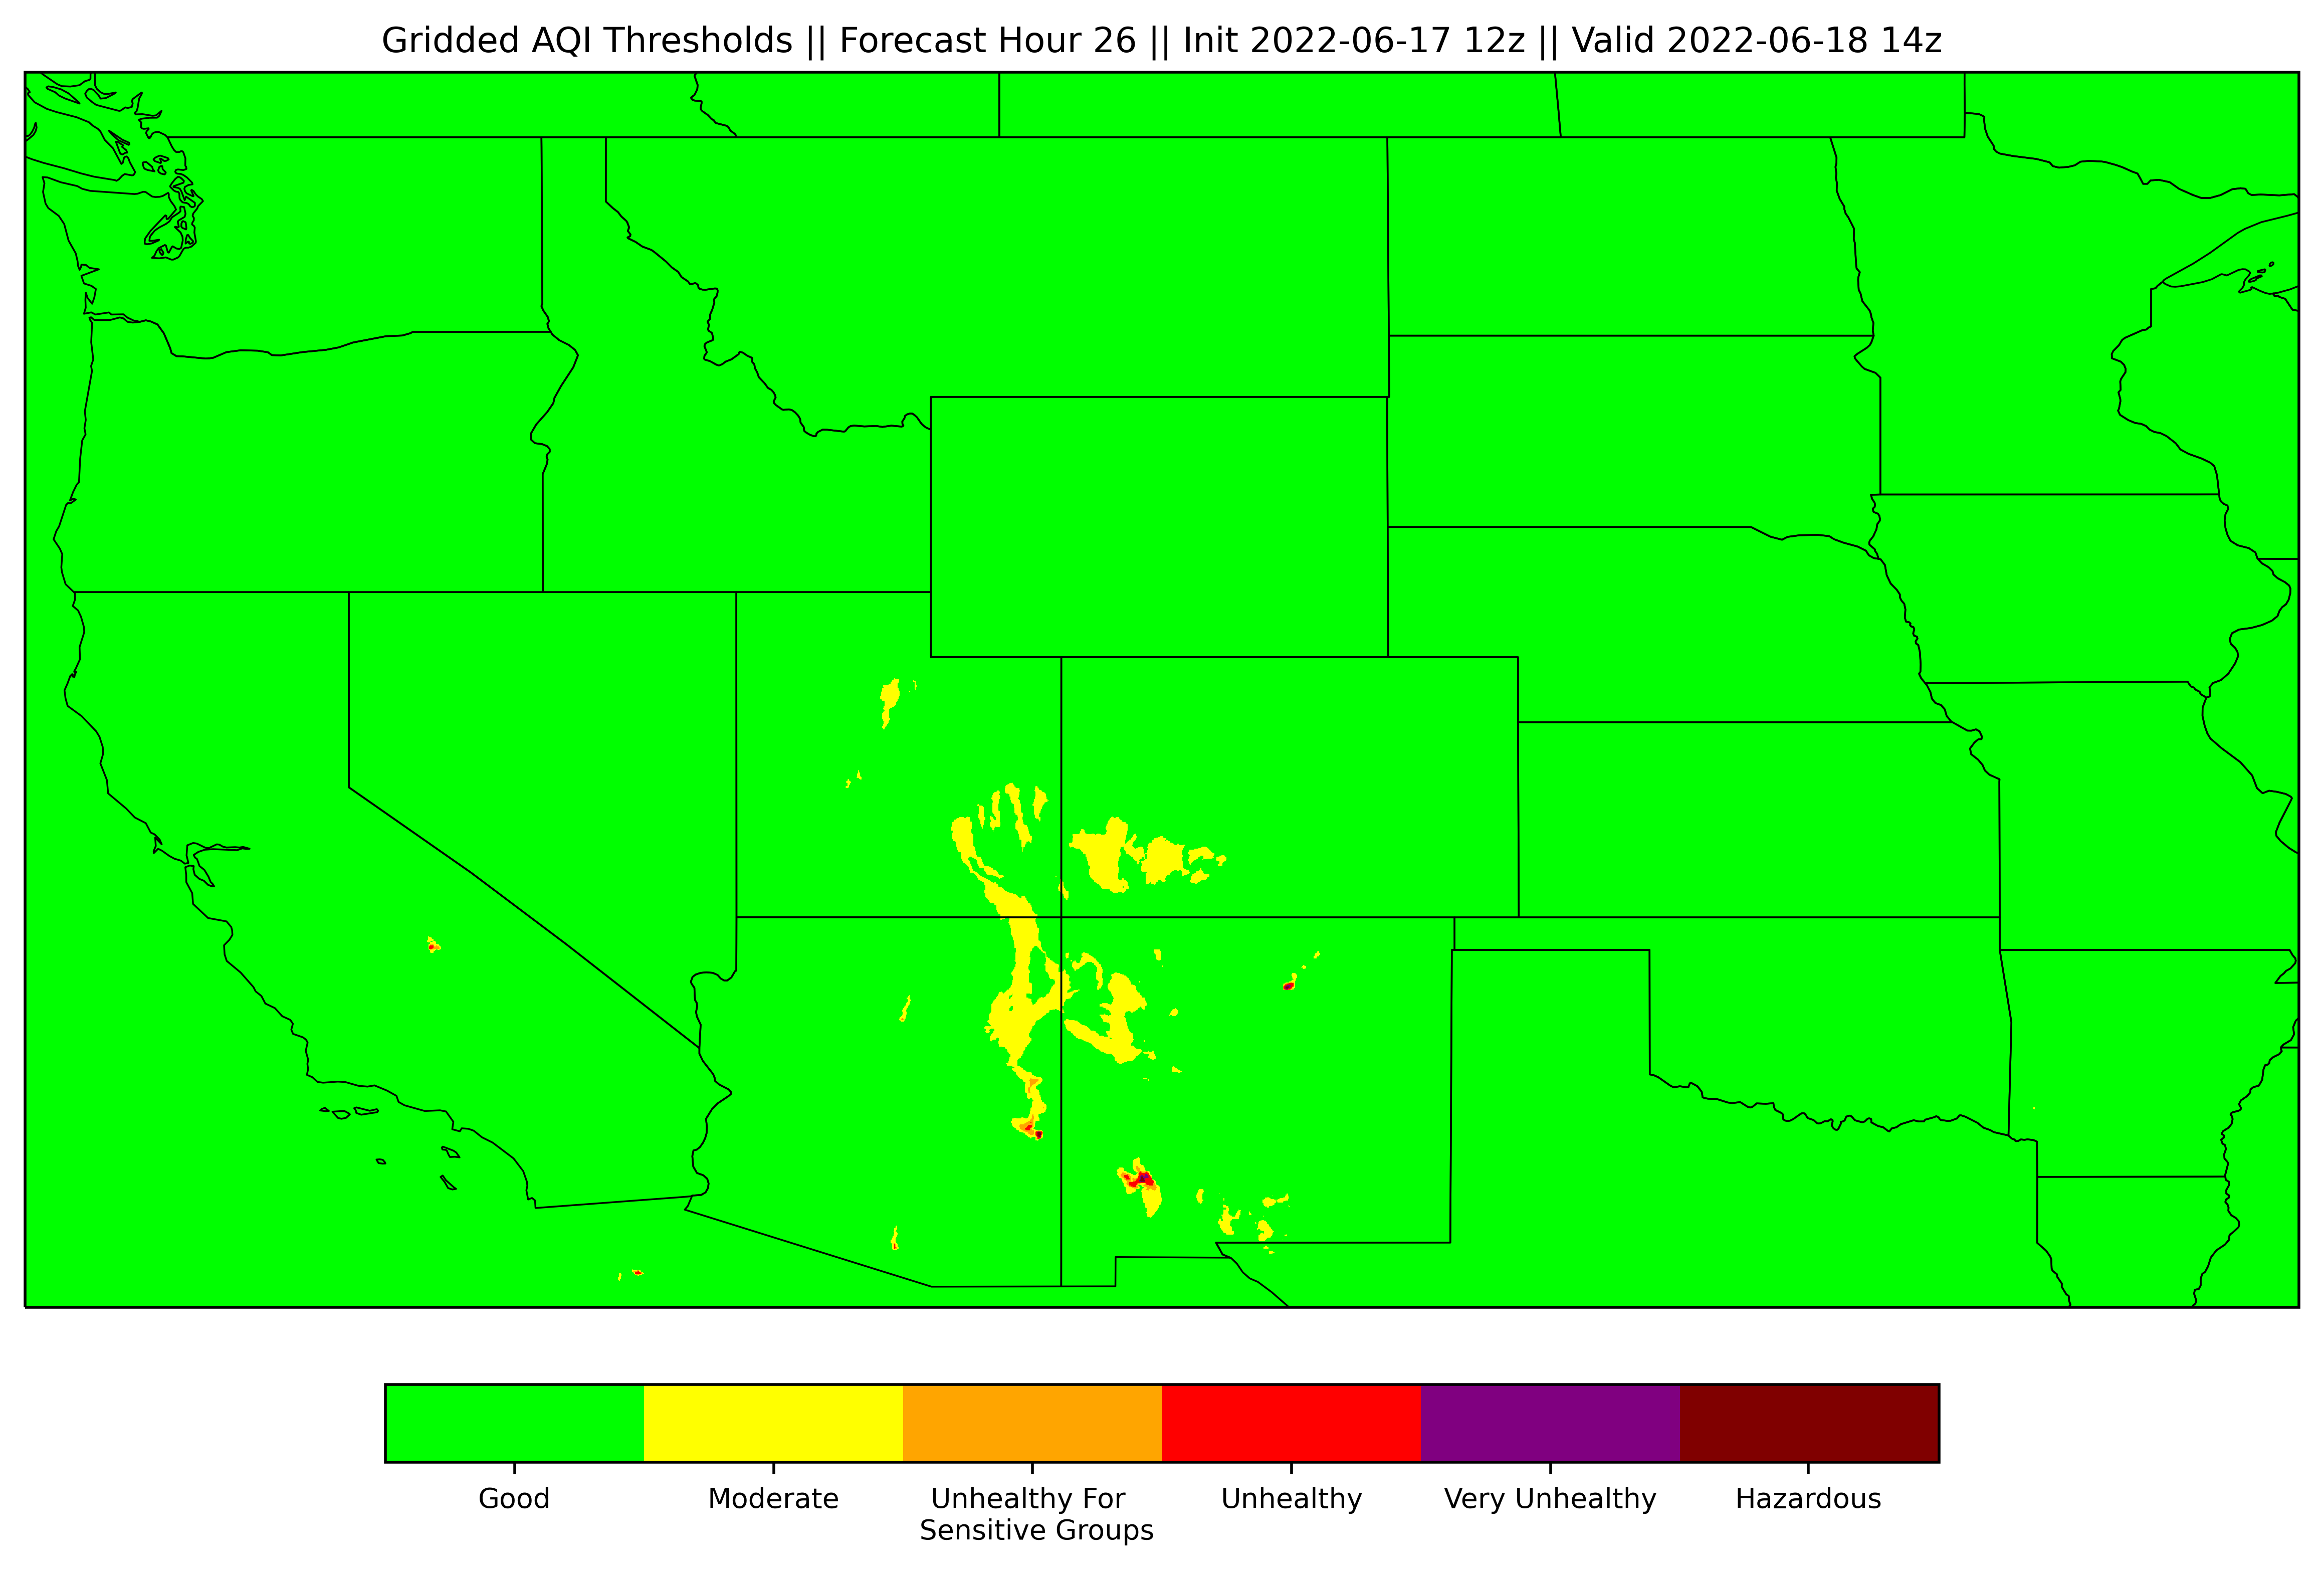 Gridded AQI Thresholds || Forecast Hour 26 || Init 2022-06-17 12z || Valid 2022-06-18 14z
Good Moderate Unhealthy For Unhealthy Very Unhealthy Hazardous
Sensitive Groups